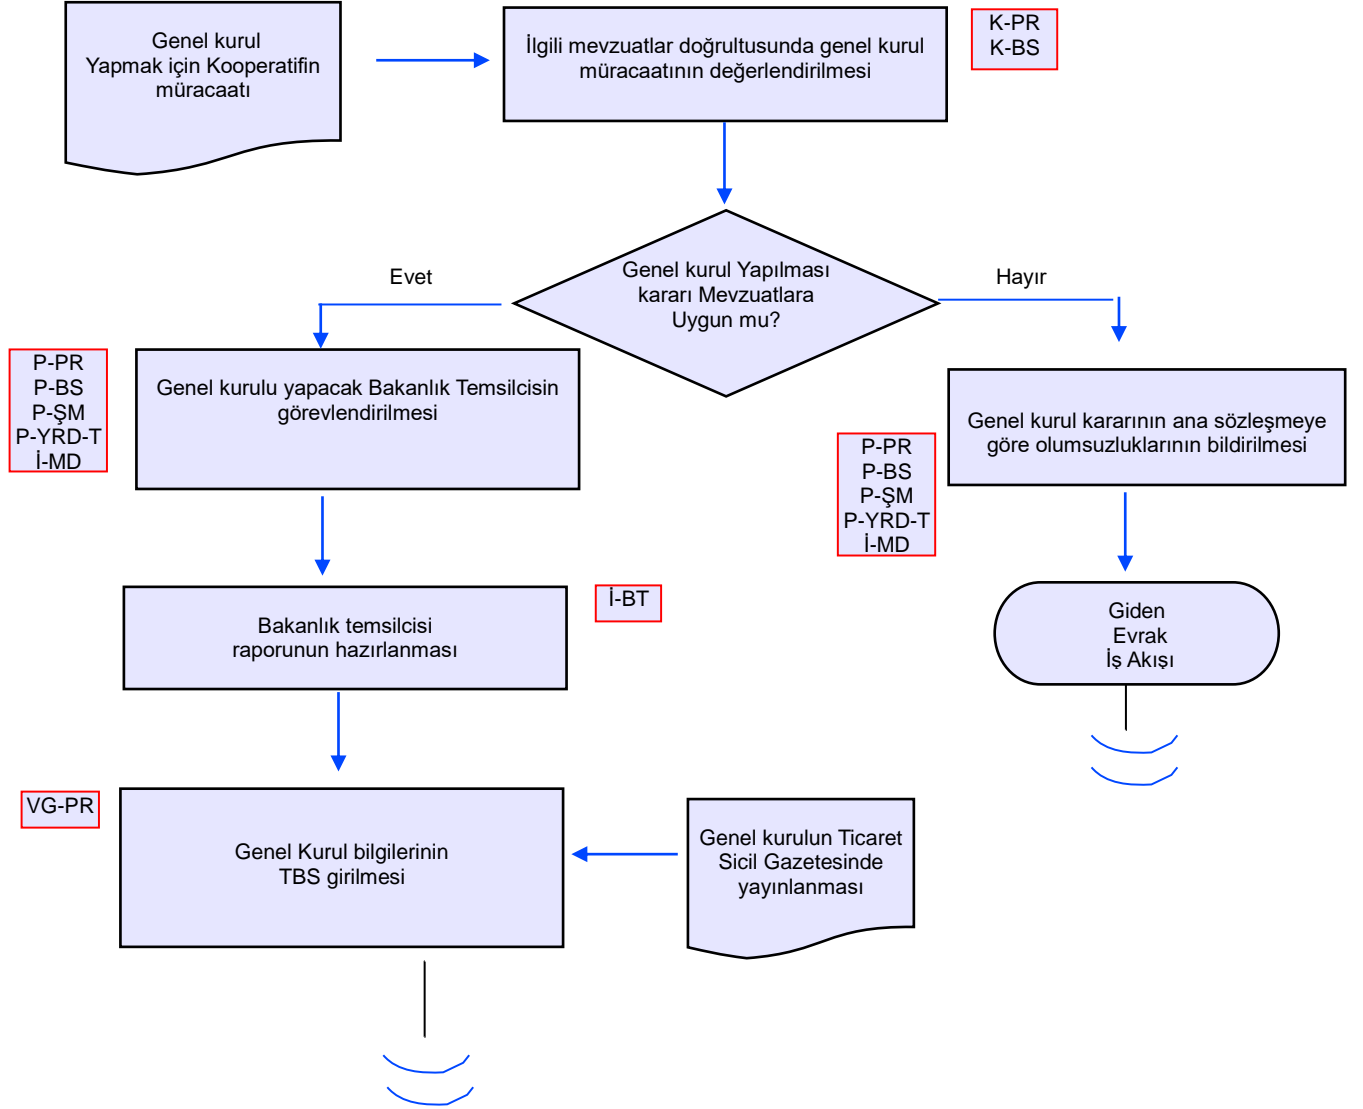 Genel kurul
Yapmak için Kooperatifin
müracaatı
İlgili mevzuatlar doğrultusunda genel kurul
müracaatının değerlendirilmesi
K-PR
K-BS
Genel kurul Yapılması
kararı Mevzuatlara
Uygun mu?
Evet
Hayır
P-PR
P-BS
P-ŞM
P-YRD-T
İ-MD
Genel kurulu yapacak Bakanlık Temsilcisin
görevlendirilmesi
P-PR
P-BS
P-ŞM
P-YRD-T
İ-MD
Genel kurul kararının ana sözleşmeye
göre olumsuzluklarının bildirilmesi
Bakanlık temsilcisi
raporunun hazırlanması
İ-BT
Giden
Evrak
İş Akışı
VG-PR
Genel Kurul bilgilerinin
TBS girilmesi
Genel kurulun Ticaret
Sicil Gazetesinde
yayınlanması